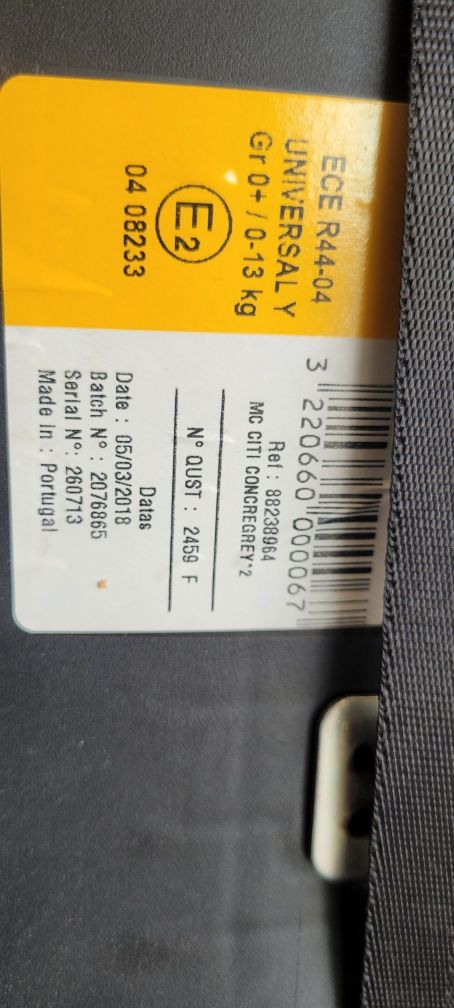 ECE R44-04
UNIVERSAL Y
Gr 0+ / 0-13 kg
E2
04 08233
3 220660 000067
Ref : 88238964
MC CITI CONCREGREY*2
N° QUST : 2459 F
Datas
Date : 05/03/2018
Batch N° : 2076865
Serial N°: 260713
Made in : Portugal